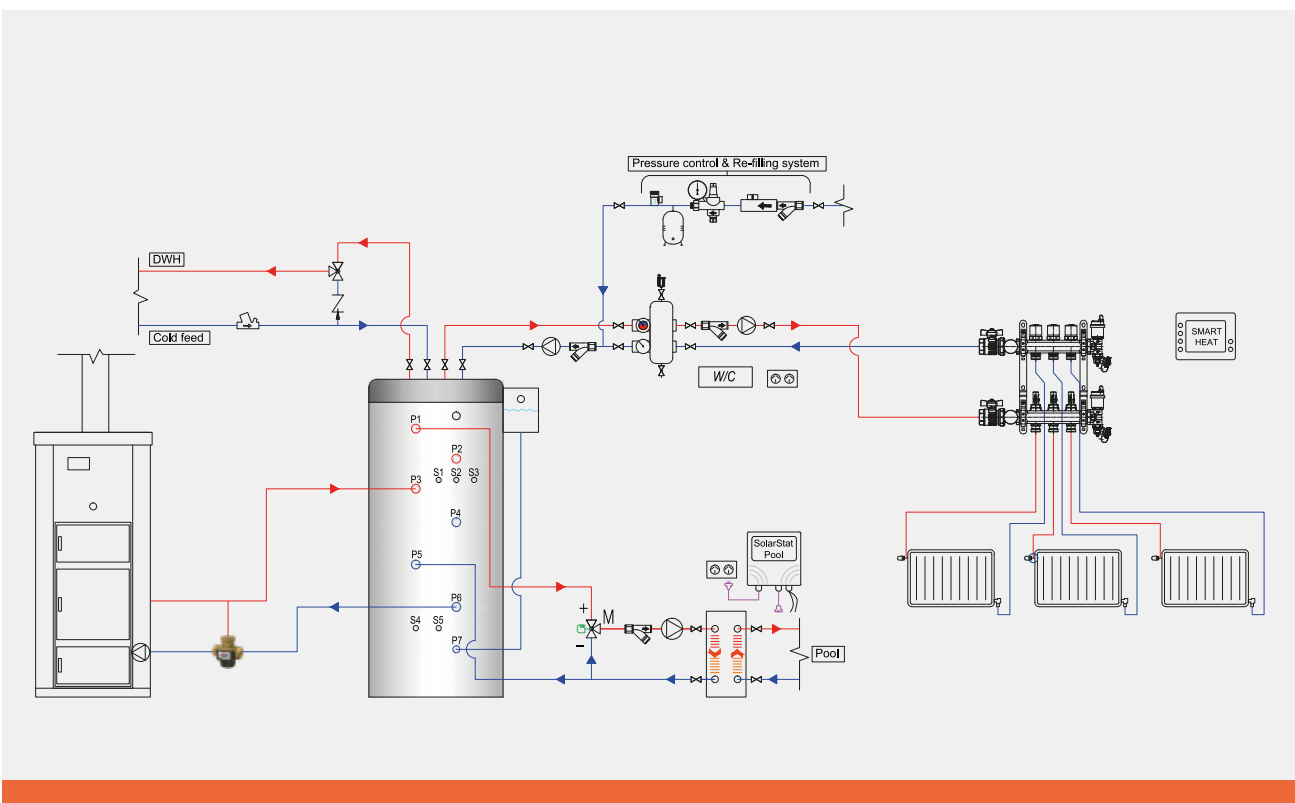 Pressure control & Re-filling system
DWH
Cold feed
SMART
HEAT
W/C
P1
P2
S1 S2 S3
P3
P4
P5
SolarStat
Pool
P6
+
M
S4 S5
P7
−
Pool